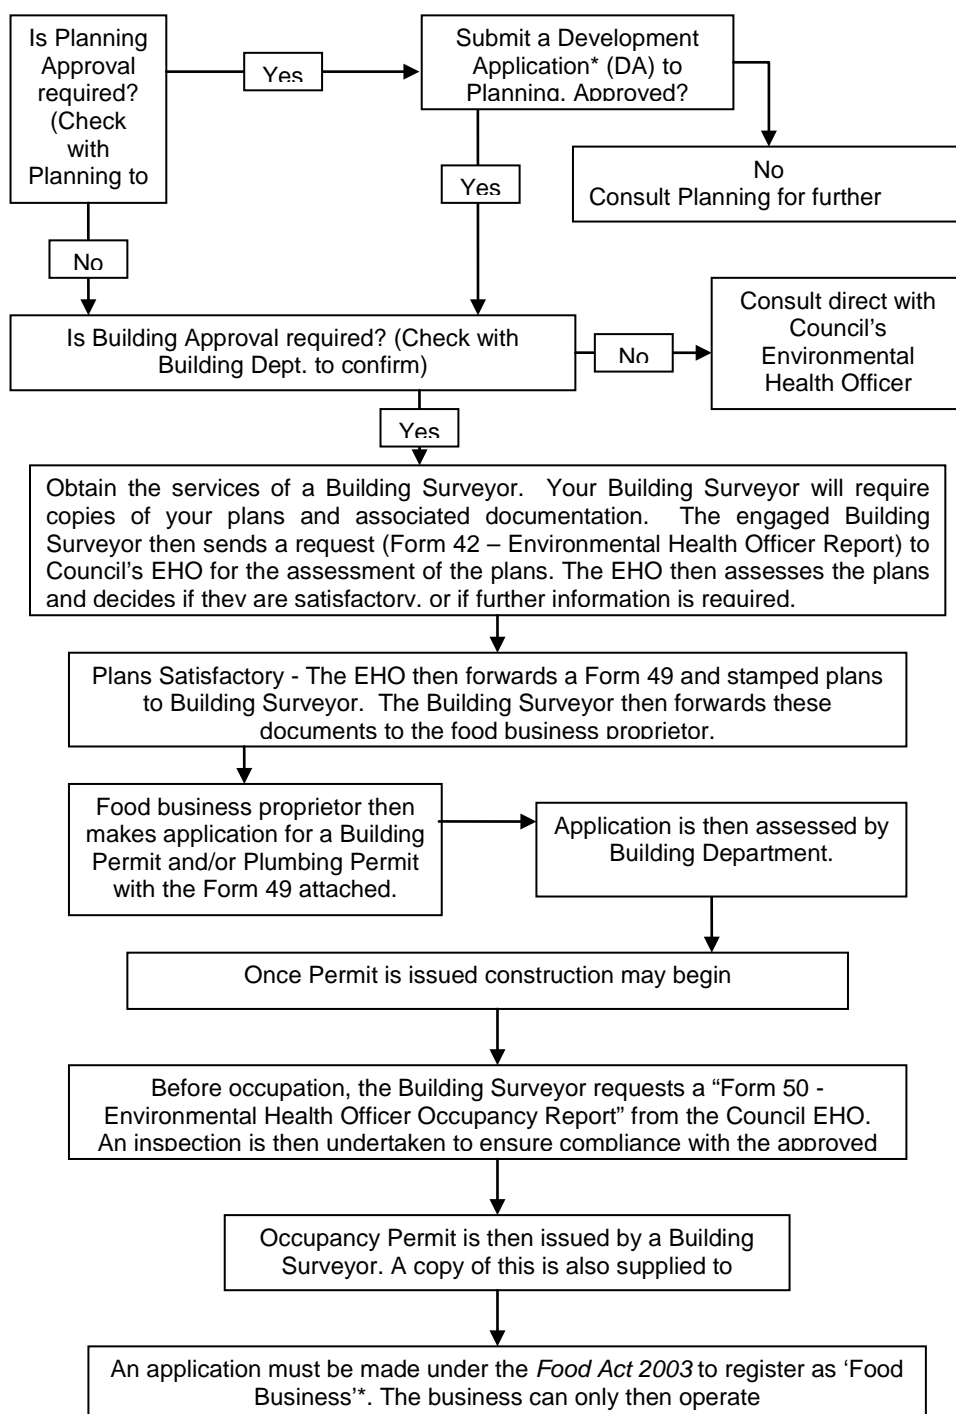 Is Planning
Approval
required?
(Check
with
Planning to
Yes
Submit a Development
Application* (DA) to
Planning. Approved?
No
Consult Planning for further
Yes
No
Is Building Approval required? (Check with
Building Dept. to confirm)
No
Consult direct with
Council’s
Environmental
Health Officer
Yes
Obtain the services of a Building Surveyor. Your Building Surveyor will require
copies of your plans and associated documentation. The engaged Building
Surveyor then sends a request (Form 42 – Environmental Health Officer Report) to
Council’s EHO for the assessment of the plans. The EHO then assesses the plans
and decides if they are satisfactory, or if further information is required.
Plans Satisfactory - The EHO then forwards a Form 49 and stamped plans
to Building Surveyor. The Building Surveyor then forwards these
documents to the food business proprietor.
Food business proprietor then
makes application for a Building
Permit and/or Plumbing Permit
with the Form 49 attached.
Application is then assessed by
Building Department.
Once Permit is issued construction may begin
Before occupation, the Building Surveyor requests a “Form 50 -
Environmental Health Officer Occupancy Report” from the Council EHO.
An inspection is then undertaken to ensure compliance with the approved
Occupancy Permit is then issued by a Building
Surveyor. A copy of this is also supplied to
An application must be made under the Food Act 2003 to register as ‘Food
Business’*. The business can only then operate